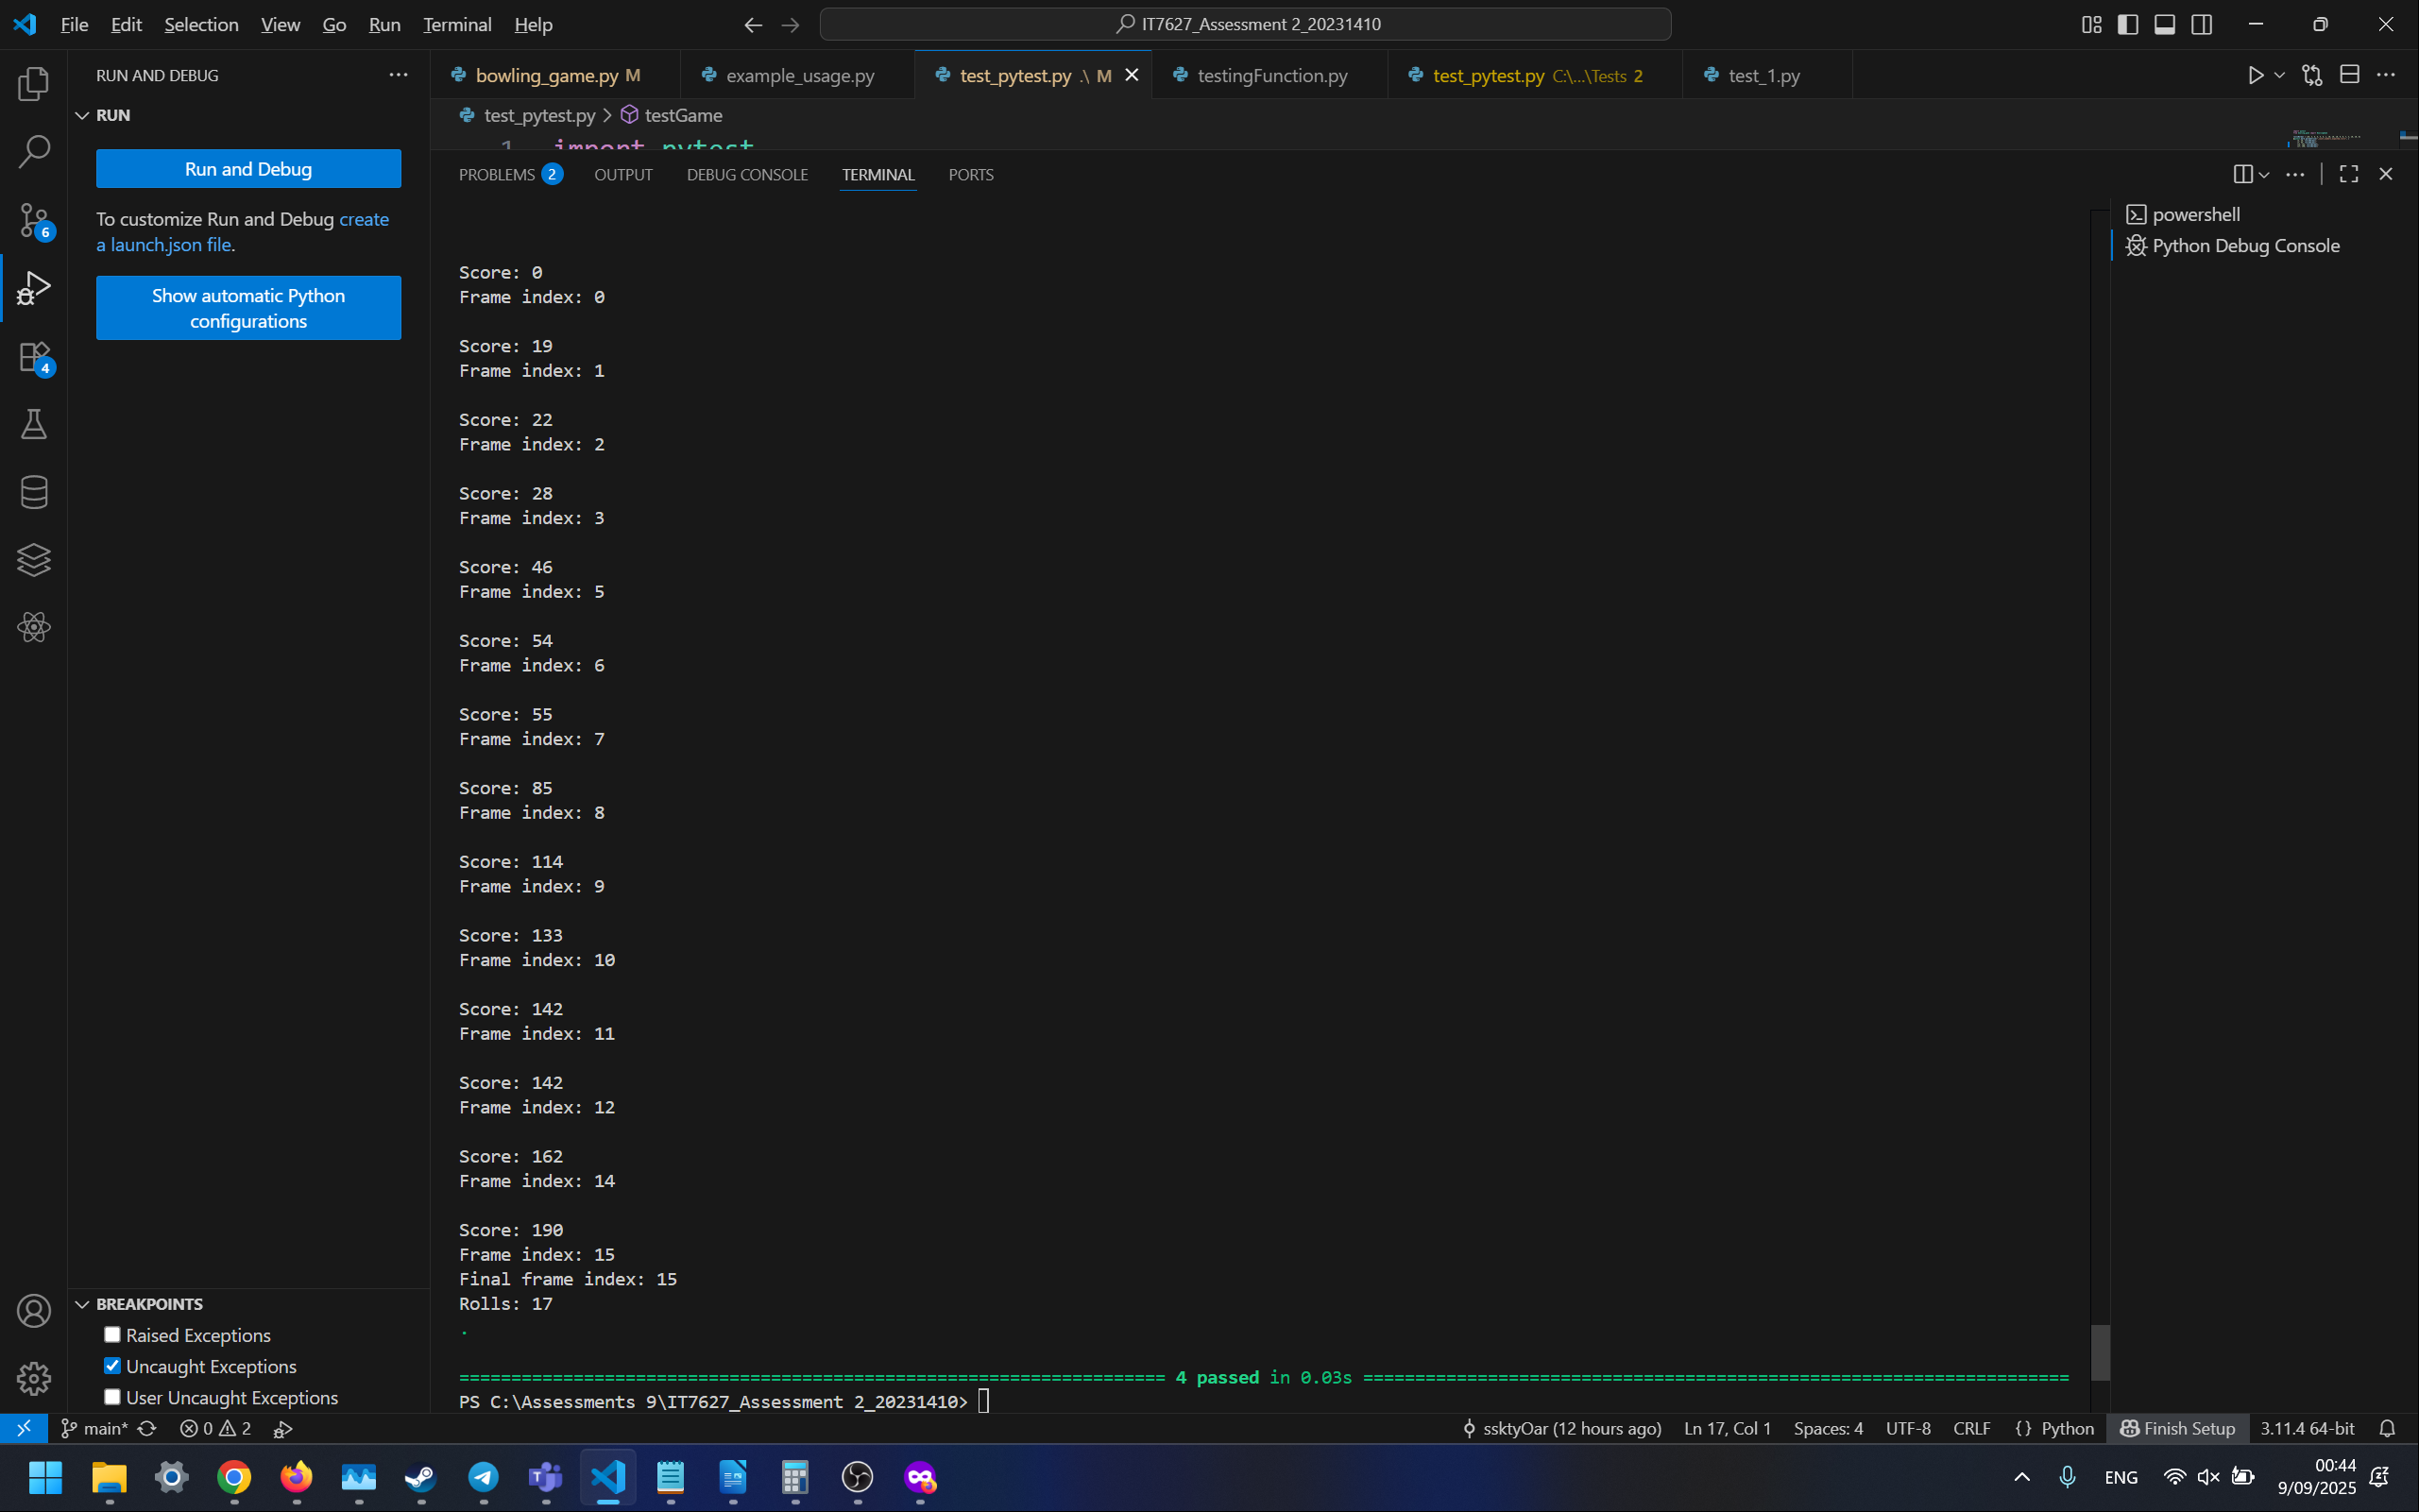 File Edit Selection View Go Run Terminal Help
IT7627_Assessment 2_20231410
RUN AND DEBUG
RUN
Run and Debug
To customize Run and Debug create
a launch.json file.
Show automatic Python
configurations
6
4
bowling_game.py M
example_usage.py
test_pytest.py .\ M
testingFunction.py
test_pytest.py C:\...\Tests 2
test_1.py
test_pytest.py > testGame
1 import pytest
PROBLEMS 2 OUTPUT DEBUG CONSOLE TERMINAL PORTS
powershell
Python Debug Console
Score: 0
Frame index: 0
Score: 19
Frame index: 1
Score: 22
Frame index: 2
Score: 28
Frame index: 3
Score: 46
Frame index: 5
Score: 54
Frame index: 6
Score: 55
Frame index: 7
Score: 85
Frame index: 8
Score: 114
Frame index: 9
Score: 133
Frame index: 10
Score: 142
Frame index: 11
Score: 142
Frame index: 12
Score: 162
Frame index: 14
Score: 190
Frame index: 15
Final frame index: 15
Rolls: 17
.
==================================================================== 4 passed in 0.03s ====================================================================
PS C:\Assessments 9\IT7627_Assessment 2_20231410>
BREAKPOINTS
Raised Exceptions
Uncaught Exceptions
User Uncaught Exceptions
main* 0 2
ssktyOar (12 hours ago) Ln 17, Col 1 Spaces: 4 UTF-8 CRLF {} Python Finish Setup 3.11.4 64-bit
ENG
00:44
9/09/2025